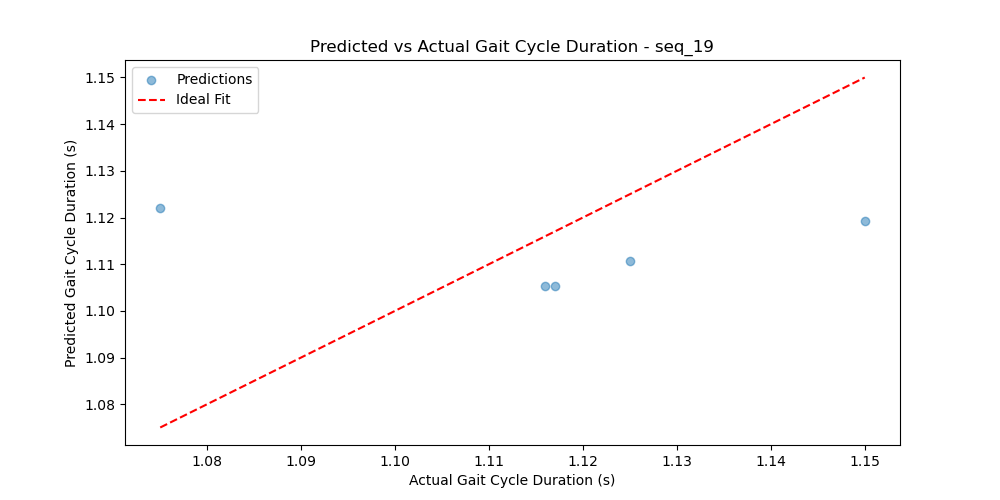 Predicted vs Actual Gait Cycle Duration - seq_19
Predictions
Ideal Fit
Predicted Gait Cycle Duration (s)
1.15
1.14
1.13
1.12
1.11
1.10
1.09
1.08
1.08 1.09 1.10 1.11 1.12 1.13 1.14 1.15
Actual Gait Cycle Duration (s)